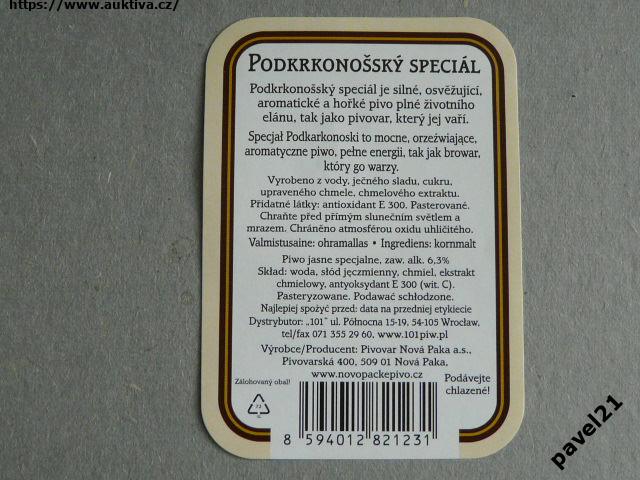 https://www.auktiva.cz/
PODKRKONOŠSKÝ SPECIÁL
Podkrkonošský speciál je silné, osvěžující,
aromatické a hořké pivo plné životního
elánu, tak jako pivovar, který jej vaří.
Specjał Podkarkonoski to mocne, orzeźwiające,
aromatyczne piwo, pełne energii, tak jak browar,
który go warzy.
Vyrobeno z vody, ječného sladu, cukru,
upraveného chmele, chmelového extraktu.
Přídatné látky: antioxidant E 300. Pasterované.
Chraňte před přímým slunečním světlem a
mrazem. Chráněno atmosférou oxidu uhličitého.
Valmistusaine: ohramallas • Ingrediens: kornmalt
Piwo jasne specjalne, zaw. alk. 6,3%
Skład: woda, słód jęczmienny, chmiel, ekstrakt
chmielowy, antyoksydant E 300 (wit. C).
Pasteryzowane. Podawać schłodzone.
Najlepiej spożyć przed: data na przedniej etykiecie
Dystrybutor: „101" ul. Północna 15-19, 54-105 Wrocław,
tel/fax 071 355 29 60, www.101piw.pl
Výrobce/Producent: Pivovar Nová Paka a.s.,
Pivovarská 400, 509 01 Nová Paka,
www.novopackepivo.cz
Zálohovaný obal!
Podávejte
chlazené!
8 594012 821231
pavel21